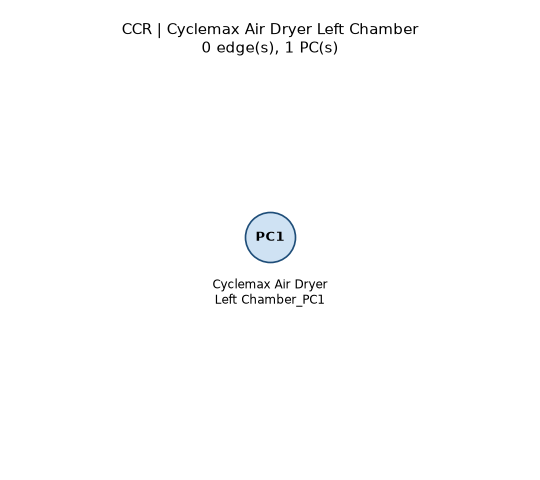 CCR | Cyclemax Air Dryer Left Chamber
0 edge(s), 1 PC(s)
PC1
Cyclemax Air Dryer
Left Chamber_PC1